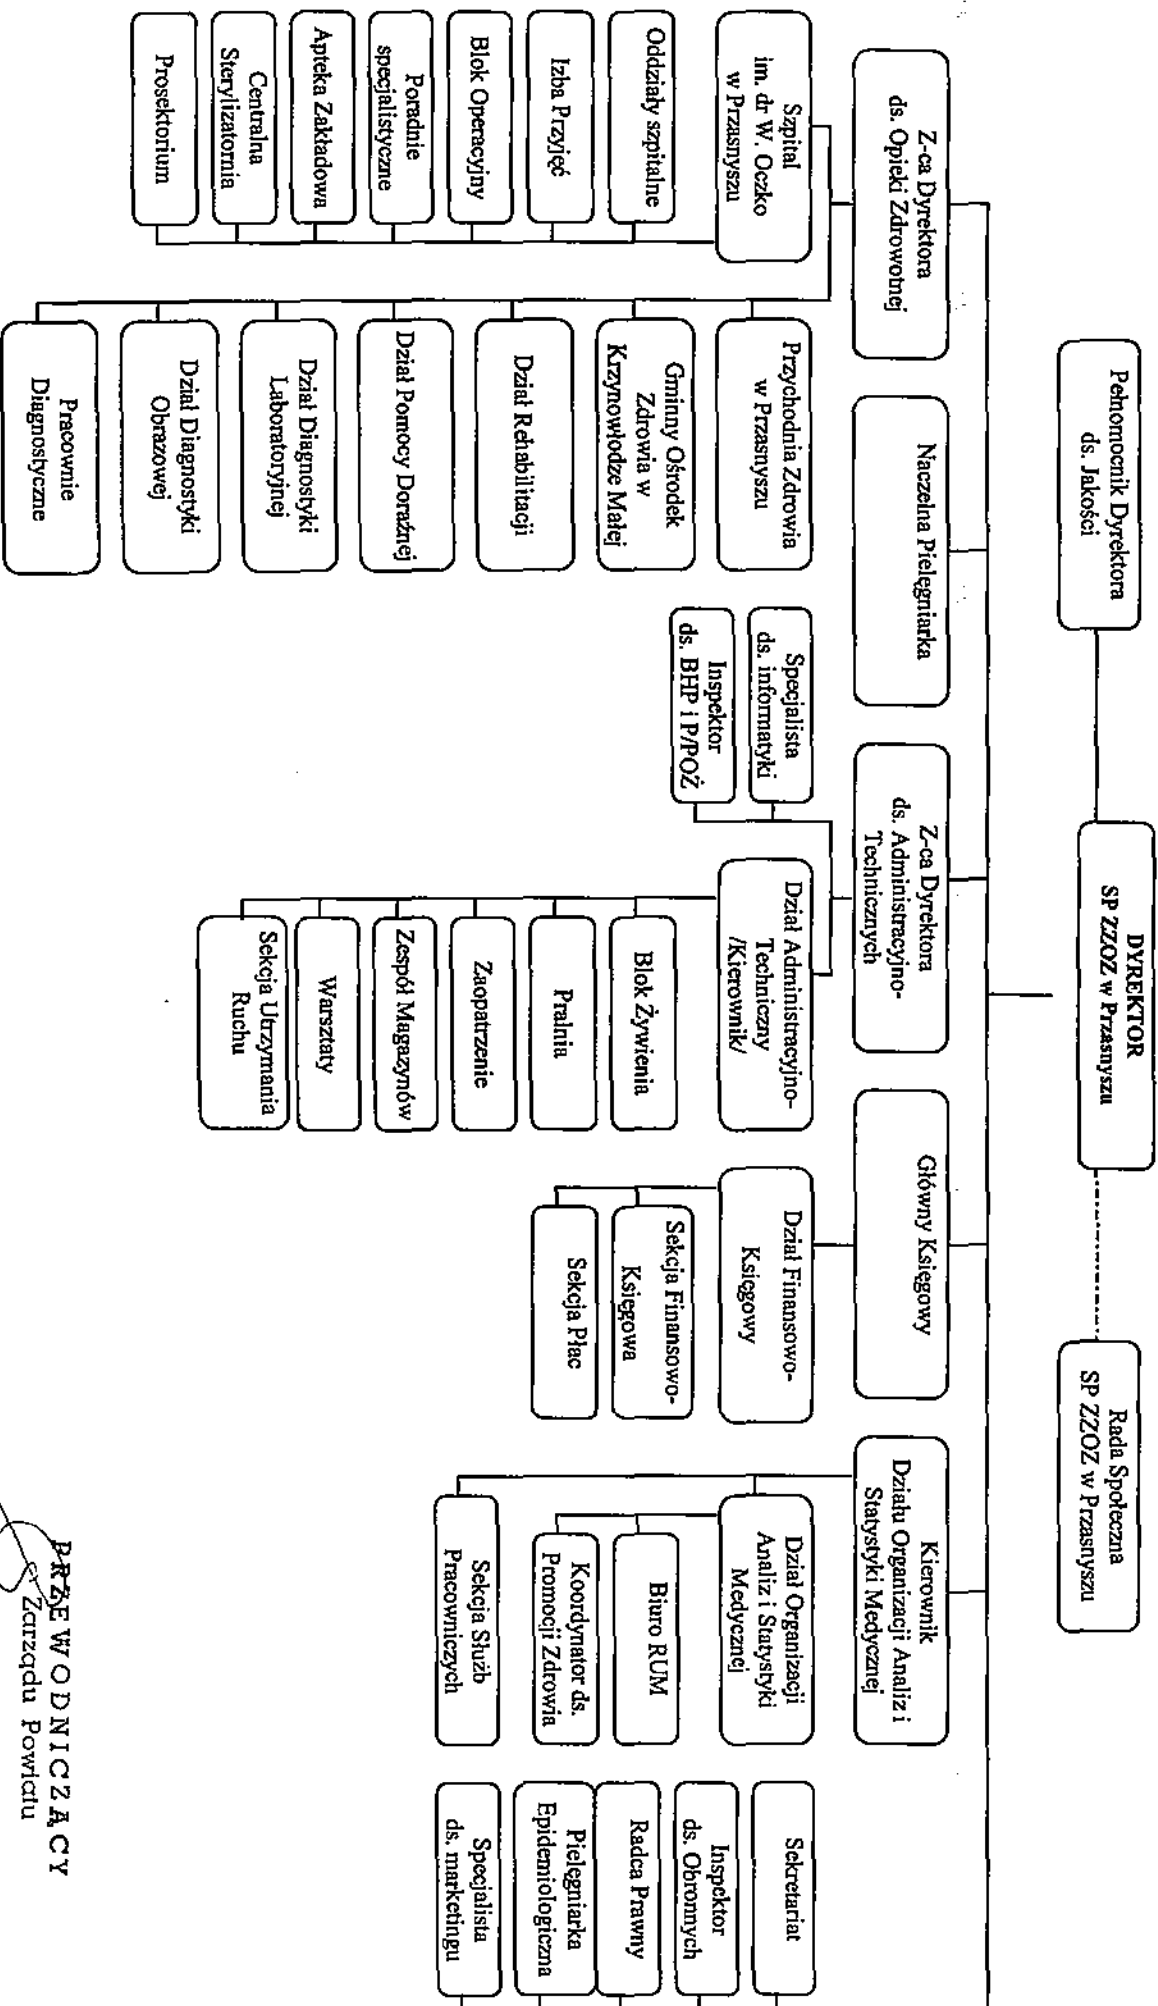 DYREKTOR
SP ZZOZ w Przasnyszu
Pełnomocnik Dyrektora
ds. Jakości
Rada Społeczna
SP ZZOZ w Przasnyszu
Z-ca Dyrektora
ds. Opieki Zdrowotnej
Naczelna Pielęgniarka
Z-ca Dyrektora
ds. Administracyjno-
Technicznych
Główny Księgowy
Kierownik
Działu Organizacji Analiz i
Statystyki Medycznej
Szpital
im. dr W. Oczko
w Przasnyszu
Oddziały szpitalne
Izba Przyjęć
Blok Operacyjny
Poradnie
specjalistyczne
Apteka Zakładowa
Centralna
Sterylizatornia
Prosektorium
Przychodnia Zdrowia
w Przasnyszu
Gminny Ośrodek
Zdrowia w
Krzynowłodze Małej
Dział Rehabilitacji
Dział Pomocy Doraźnej
Dział Diagnostyki
Laboratoryjnej
Dział Diagnostyki
Obrazowej
Pracownie
Diagnostyczne
Specjalista
ds. informatyki
Inspektor
ds. BHP i P/POŻ
Dział Administracyjno-
Techniczny
/Kierownik/
Blok Żywienia
Pralnia
Zaopatrzenie
Zespół Magazynów
Warsztaty
Sekcja Utrzymania
Ruchu
Dział Finansowo-
Księgowy
Sekcja Finansowo-
Księgowa
Sekcja Płac
Dział Organizacji
Analiz i Statystyki
Medycznej
Biuro RUM
Koordynator ds.
Promocji Zdrowia
Sekcja Służb
Pracowniczych
Sekretariat
Inspektor
ds. Obronnych
Radca Prawny
Pielęgniarka
Epidemiologiczna
Specjalista
ds. marketingu
PRZEWODNICZĄCY
Zarządu Powiatu